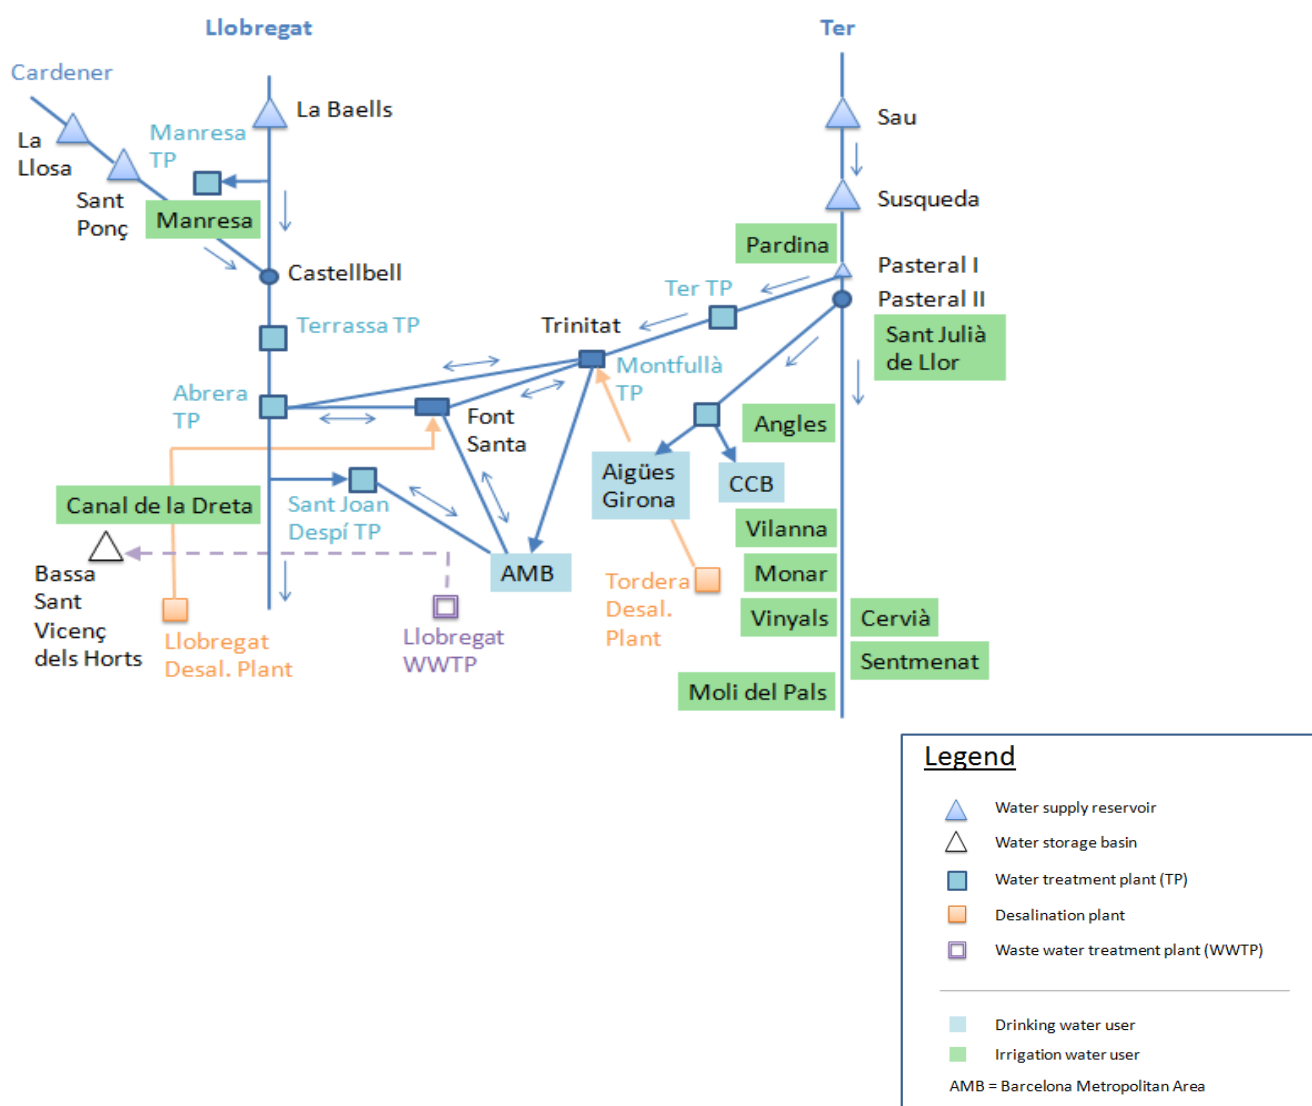 Llobregat
Ter
Cardener
La Baells
Sau
La
Llosa
Manresa
TP
Sant
Ponç
Manresa
Susqueda
Pardina
Castellbell
Pasteral I
Ter TP
Pasteral II
Terrassa TP
Trinitat
Sant Julià
de Llor
Montfullà
TP
Abrera
TP
Font
Santa
Angles
Aigües
Girona
CCB
Canal de la Dreta
Sant Joan
Despí TP
Vilanna
Bassa
Sant
Vicenç
dels Horts
AMB
Tordera
Desal.
Plant
Monar
Vinyals
Cervià
Llobregat
Desal. Plant
Llobregat
WWTP
Sentmenat
Moli del Pals
Legend
Water supply reservoir
Water storage basin
Water treatment plant (TP)
Desalination plant
Waste water treatment plant (WWTP)
Drinking water user
Irrigation water user
AMB = Barcelona Metropolitan Area